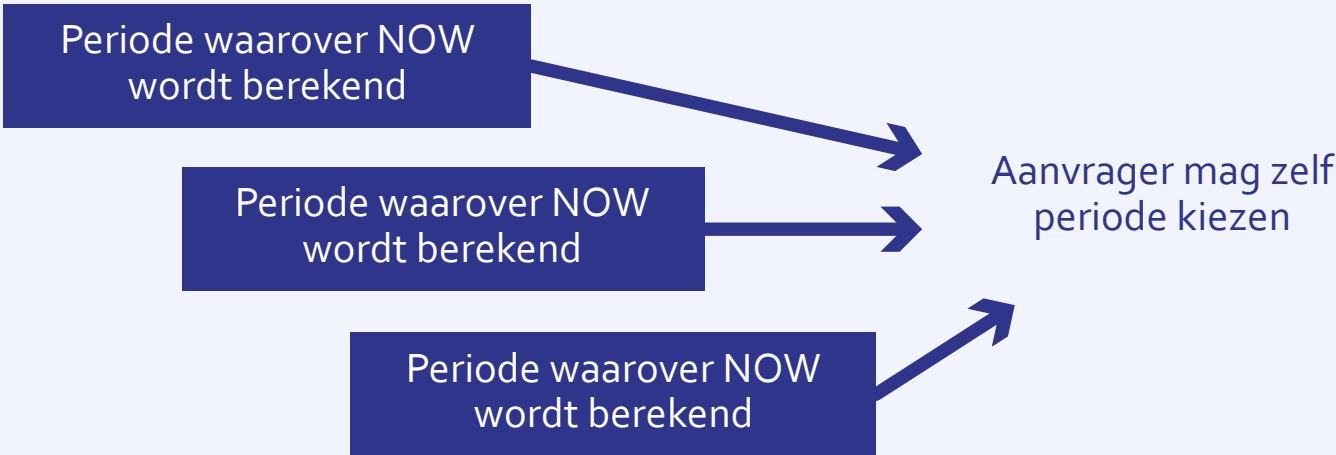 Periode waarover NOW
wordt berekend
Periode waarover NOW
wordt berekend
Aanvrager mag zelf
periode kiezen
Periode waarover NOW
wordt berekend